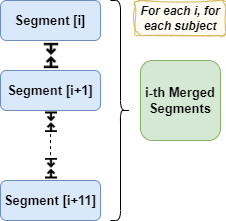 Segment [i]
For each i, for
each subject
Segment [i+1]
i-th Merged
Segments
Segment [i+11]